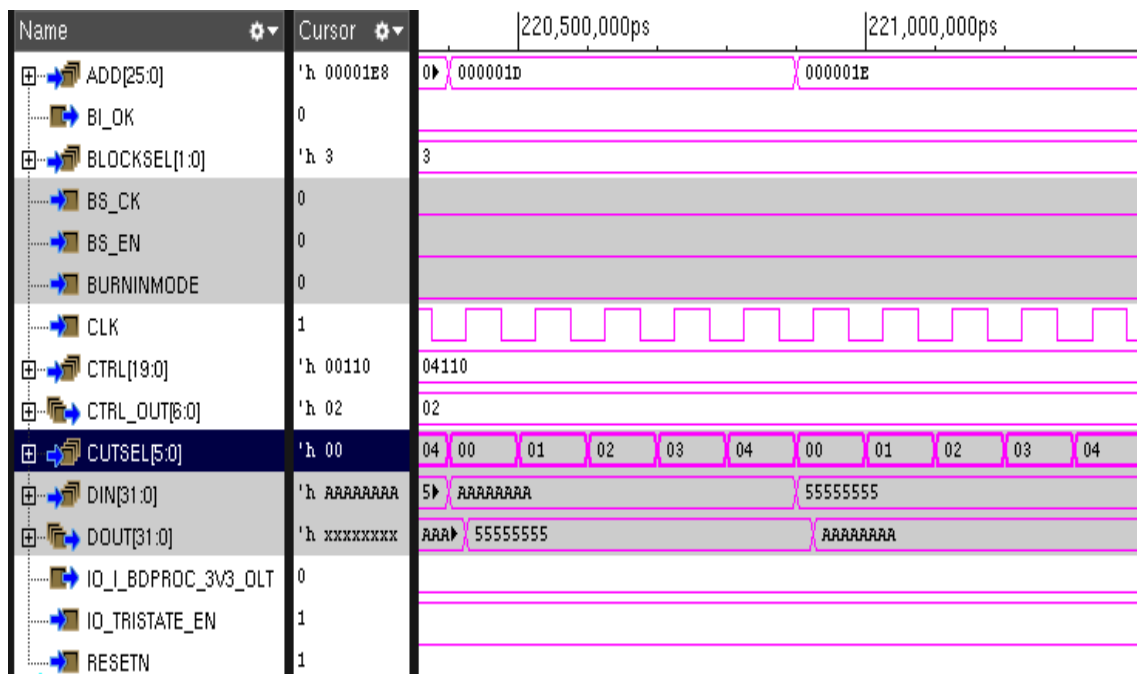 Name Cursor 220,500,000ps 221,000,000ps
ADD[25:0] 'h 00001E8 0 000001D 000001E
BI_OK 0
BLOCKSEL[1:0] 'h 3 3
BS_CK 0
BS_EN 0
BURNINMODE 0
CLK 1
CTRL[19:0] 'h 00110 04110
CTRL_OUT[6:0] 'h 02 02
CUTSEL[5:0] 'h 00 04 00 01 02 03 04 00 01 02 03 04
DIN[31:0] 'h AAAAAAAA 5 AAAAAAAA 55555555
DOUT[31:0] 'h xxxxxxxx AAA 55555555 AAAAAAAA
IO_I_BDPROC_3V3_OLT 0
IO_TRISTATE_EN 1
RESETN 1